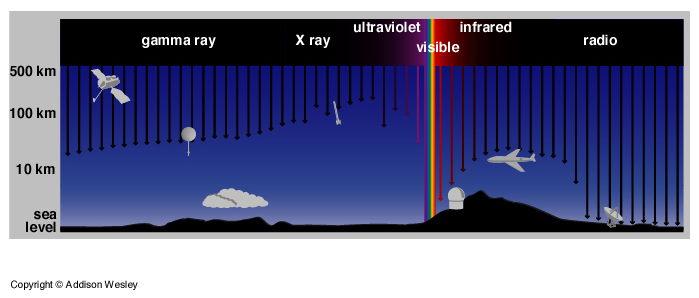 ultraviolet infrared
gamma ray X ray visible radio
500 km
100 km
10 km
sea
level
Copyright © Addison Wesley